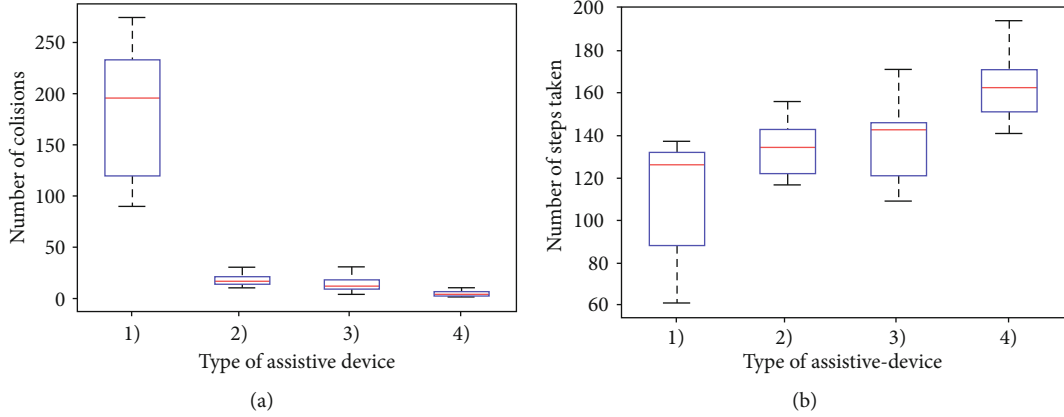 Number of colisions
250
200
150
100
50
0
1) 2) 3) 4)
Type of assistive device
(a)
Number of steps taken
200
180
160
140
120
100
80
60
1) 2) 3) 4)
Type of assistive-device
(b)